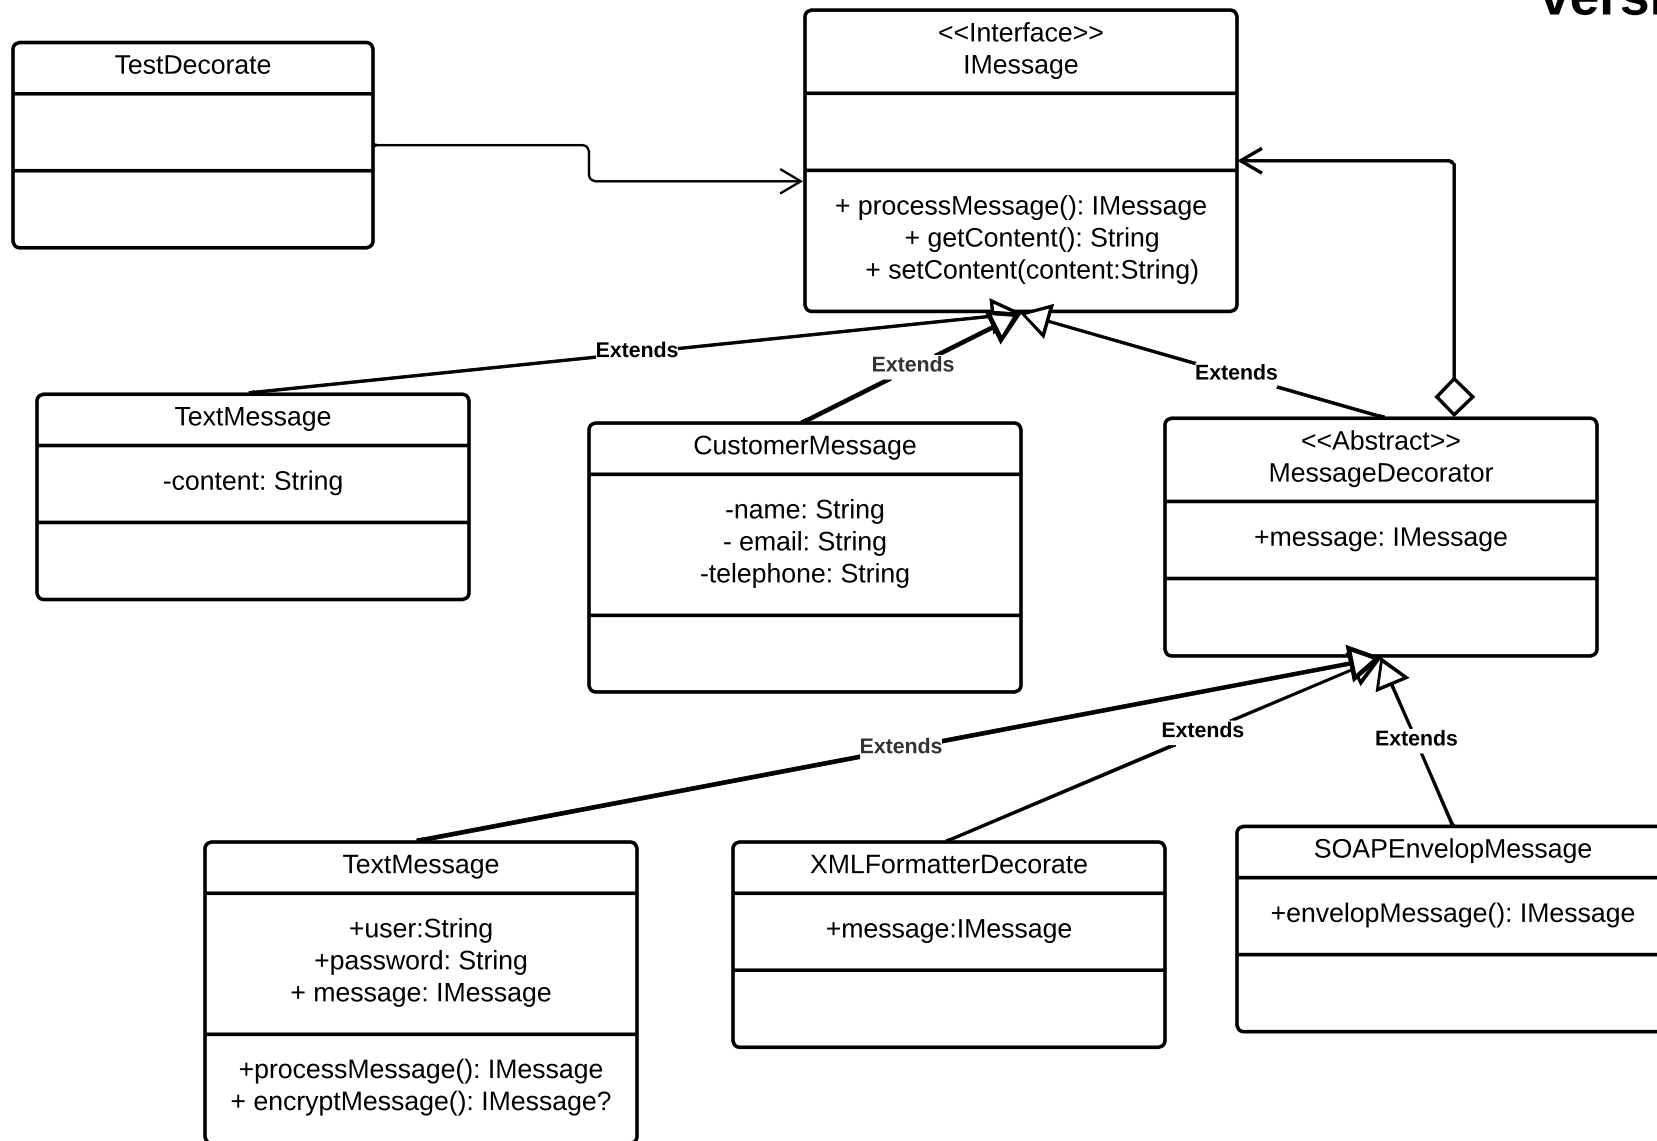 Versi
TestDecorate
<<Interface>>
IMessage
+ processMessage(): IMessage
+ getContent(): String
+ setContent(content:String)
Extends
Extends
Extends
TextMessage
-content: String
CustomerMessage
-name: String
- email: String
-telephone: String
<<Abstract>>
MessageDecorator
+message: IMessage
Extends
Extends
Extends
TextMessage
+user:String
+password: String
+ message: IMessage
+processMessage(): IMessage
+ encryptMessage(): IMessage?
XMLFormatterDecorate
+message:IMessage
SOAPEnvelopMessage
+envelopMessage(): IMessage